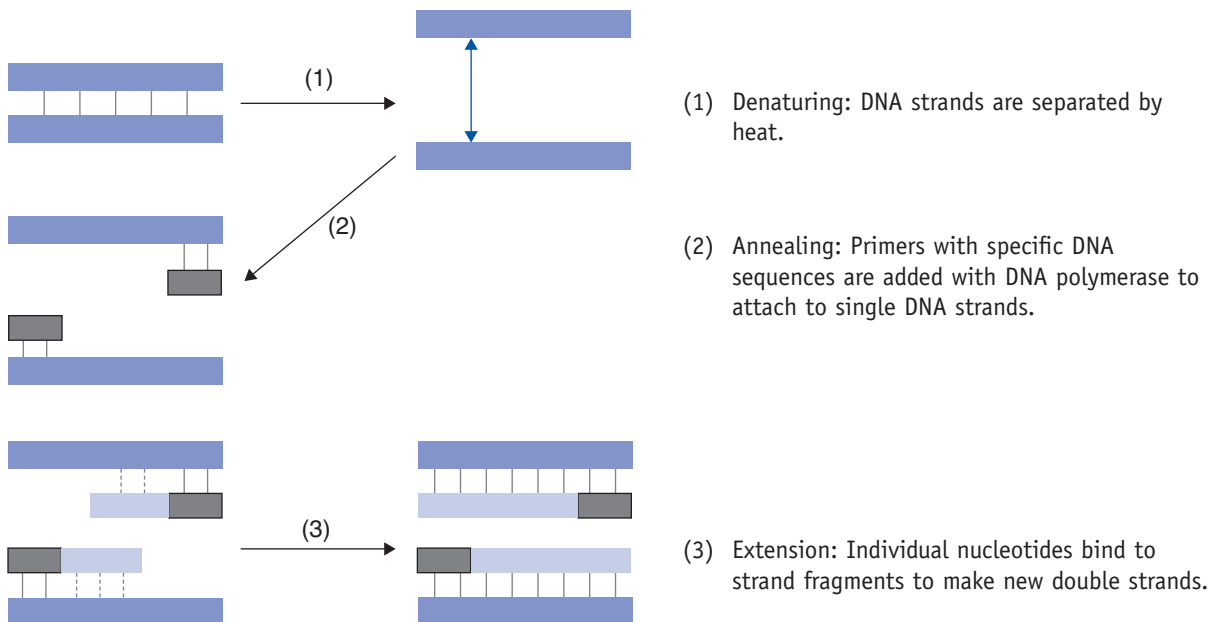 (1)
(1) Denaturing: DNA strands are separated by
heat.
(2)
(2) Annealing: Primers with specific DNA
sequences are added with DNA polymerase to
attach to single DNA strands.
(3)
(3) Extension: Individual nucleotides bind to
strand fragments to make new double strands.